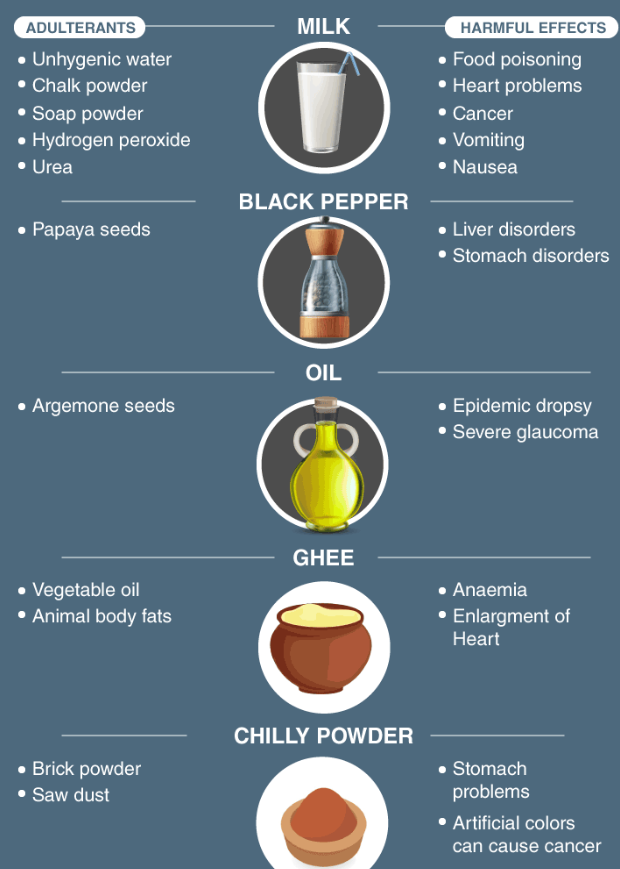 ADULTERANTS
MILK
HARMFUL EFFECTS
• Unhygenic water
• Chalk powder
• Soap powder
• Hydrogen peroxide
• Urea
• Food poisoning
• Heart problems
• Cancer
• Vomiting
• Nausea
BLACK PEPPER
• Papaya seeds
• Liver disorders
• Stomach disorders
OIL
• Argemone seeds
• Epidemic dropsy
• Severe glaucoma
GHEE
• Vegetable oil
• Animal body fats
• Anaemia
• Enlargment of
Heart
CHILLY POWDER
• Brick powder
• Saw dust
• Stomach
problems
• Artificial colors
can cause cancer